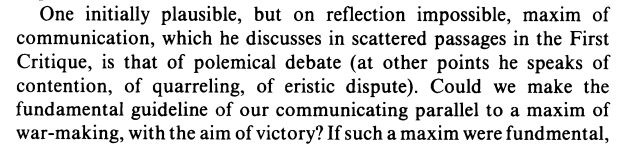 One initially plausible, but on reflection impossible, maxim of
communication, which he discusses in scattered passages in the First
Critique, is that of polemical debate (at other points he speaks of
contention, of quarreling, of eristic dispute). Could we make the
fundamental guideline of our communicating parallel to a maxim of
war-making, with the aim of victory? If such a maxim were fundmental,